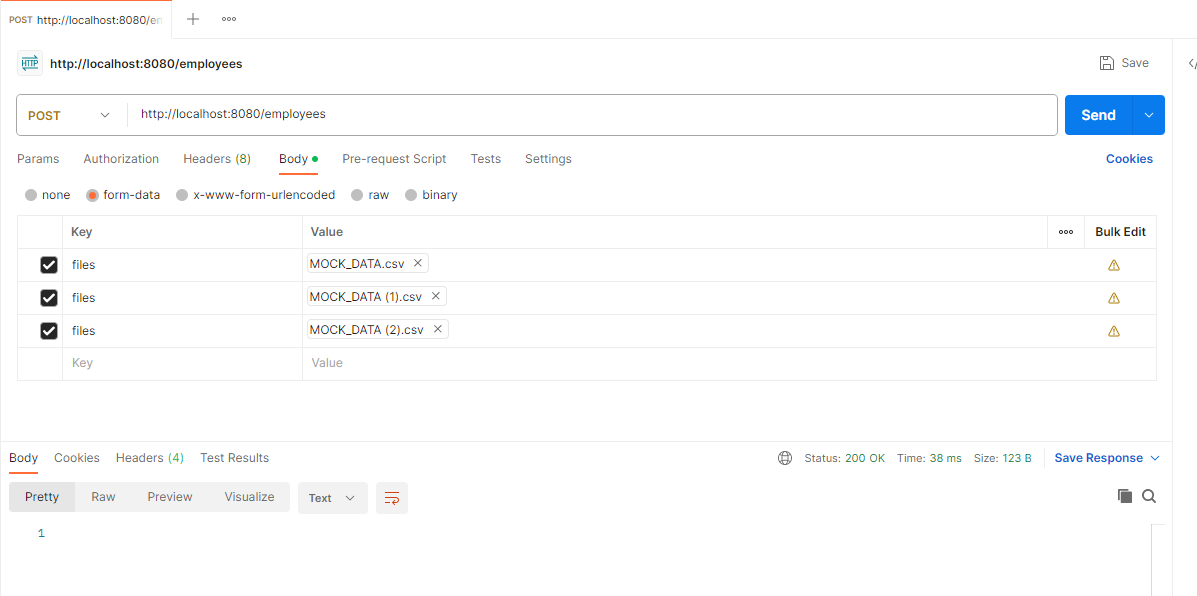 POST http://localhost:8080/en
HTTP http://localhost:8080/employees Save
POST http://localhost:8080/employees Send
Params Authorization Headers (8) Body Pre-request Script Tests Settings Cookies
none form-data x-www-form-urlencoded raw binary
Key Value Bulk Edit
files MOCK_DATA.csv
files MOCK_DATA (1).csv
files MOCK_DATA (2).csv
Key Value
Body Cookies Headers (4) Test Results Status: 200 OK Time: 38 ms Size: 123 B Save Response
Pretty Raw Preview Visualize Text
1